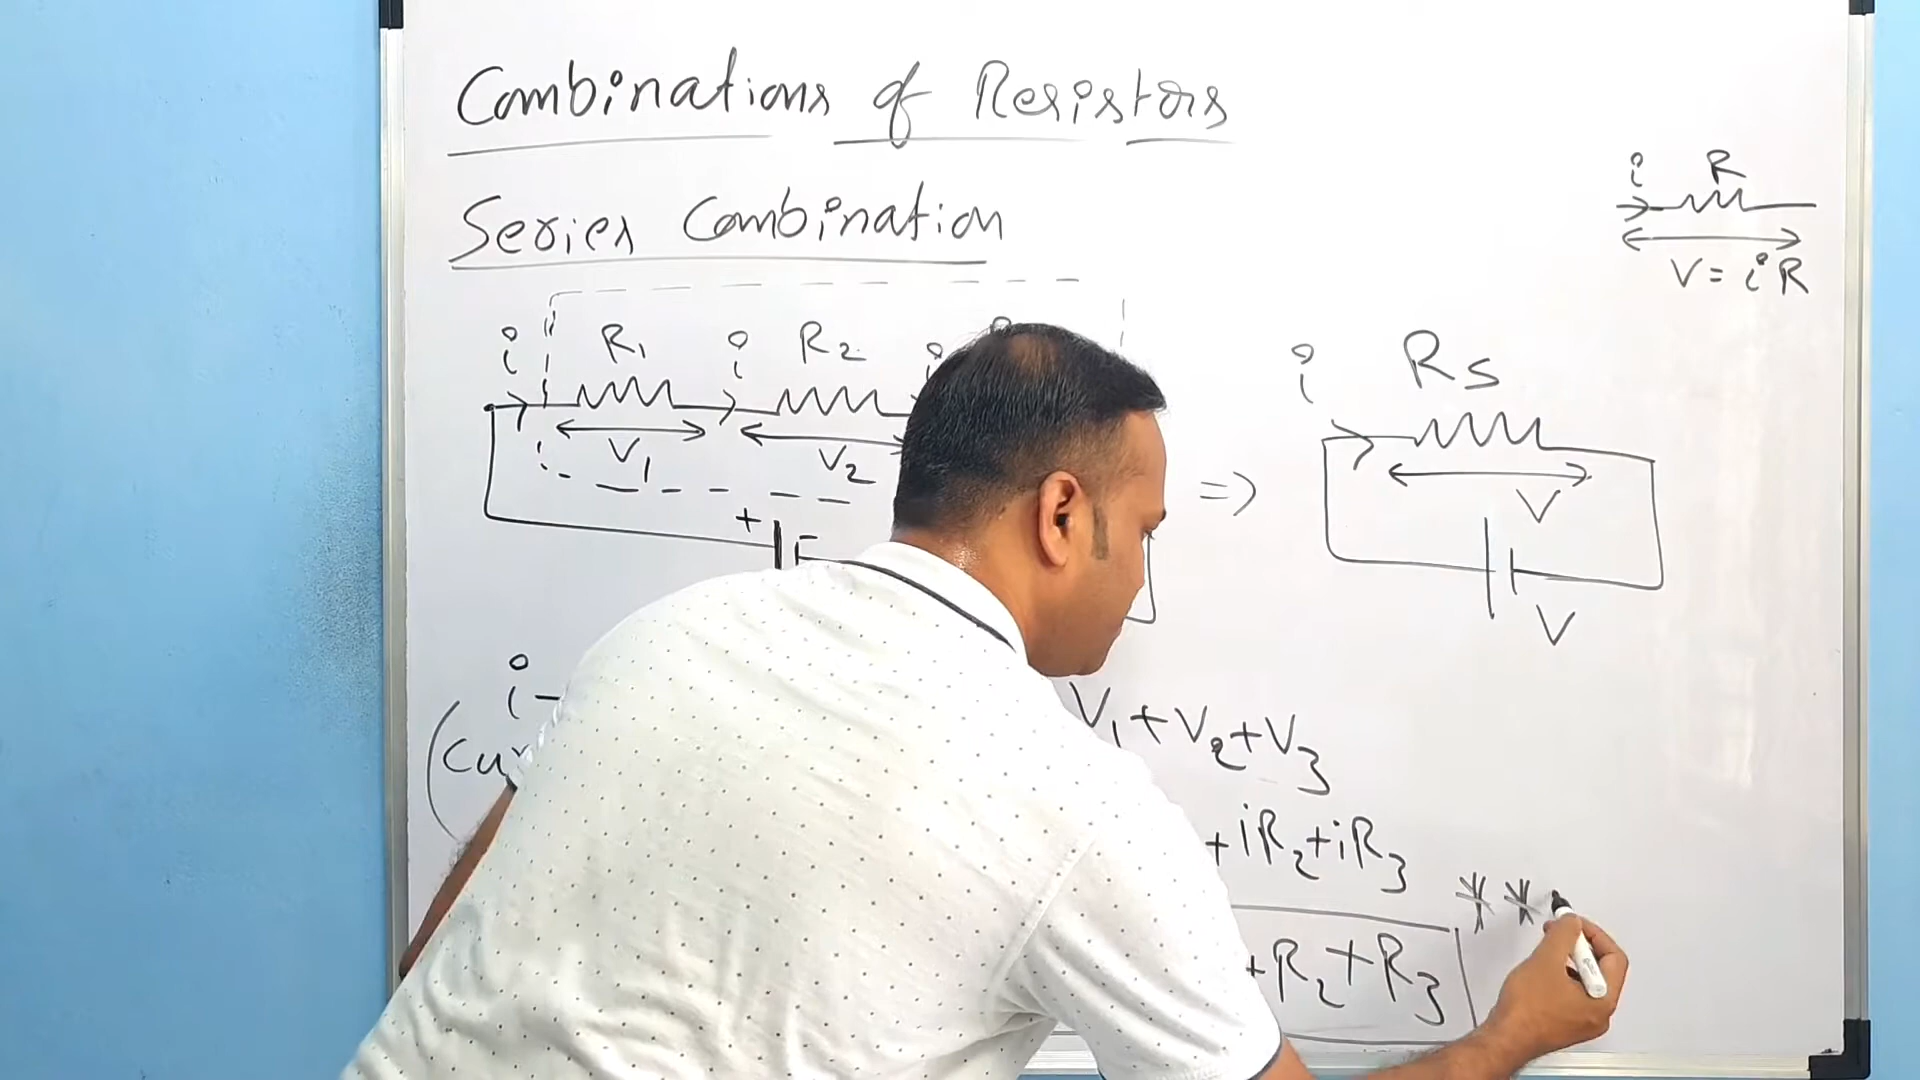 Combinations of Resistors
Series Combination
i R
V = iR
i R1 i R2 i
V1 V2
+
i Rs
=>
V
V
i -
V1 + V2 + V3
+ iR2 + iR3
* *
+ R2 + R3